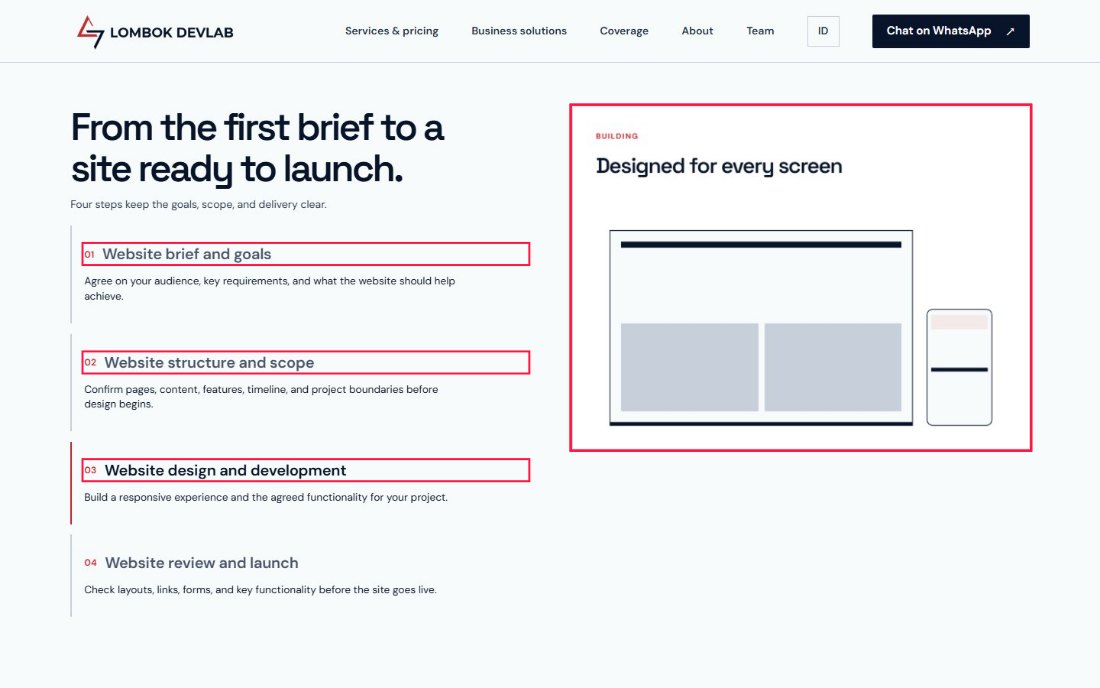 LOMBOK DEVLAB
Services & pricing
Business solutions
Coverage
About
Team
ID
Chat on WhatsApp ↗
From the first brief to a
site ready to launch.
Four steps keep the goals, scope, and delivery clear.
01 Website brief and goals
Agree on your audience, key requirements, and what the website should help
achieve.
02 Website structure and scope
Confirm pages, content, features, timeline, and project boundaries before
design begins.
03 Website design and development
Build a responsive experience and the agreed functionality for your project.
04 Website review and launch
Check layouts, links, forms, and key functionality before the site goes live.
BUILDING
Designed for every screen